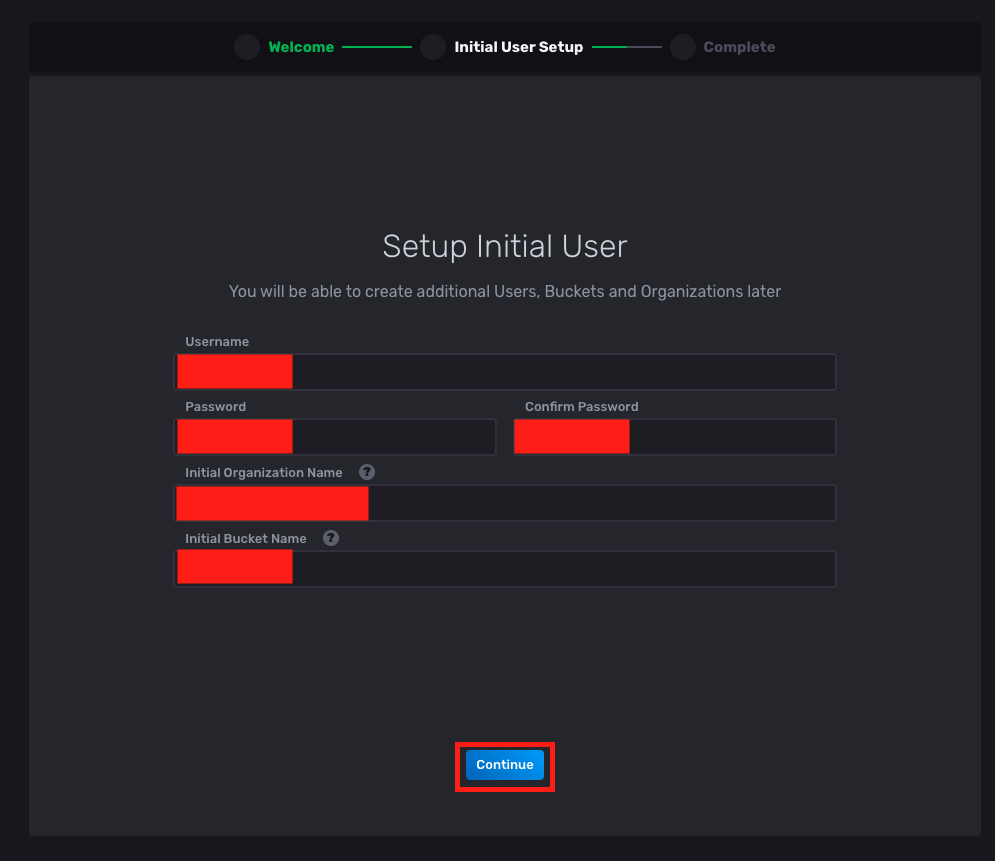 Welcome Initial User Setup Complete
Setup Initial User
You will be able to create additional Users, Buckets and Organizations later
Username
Password Confirm Password
Initial Organization Name ?
Initial Bucket Name ?
Continue